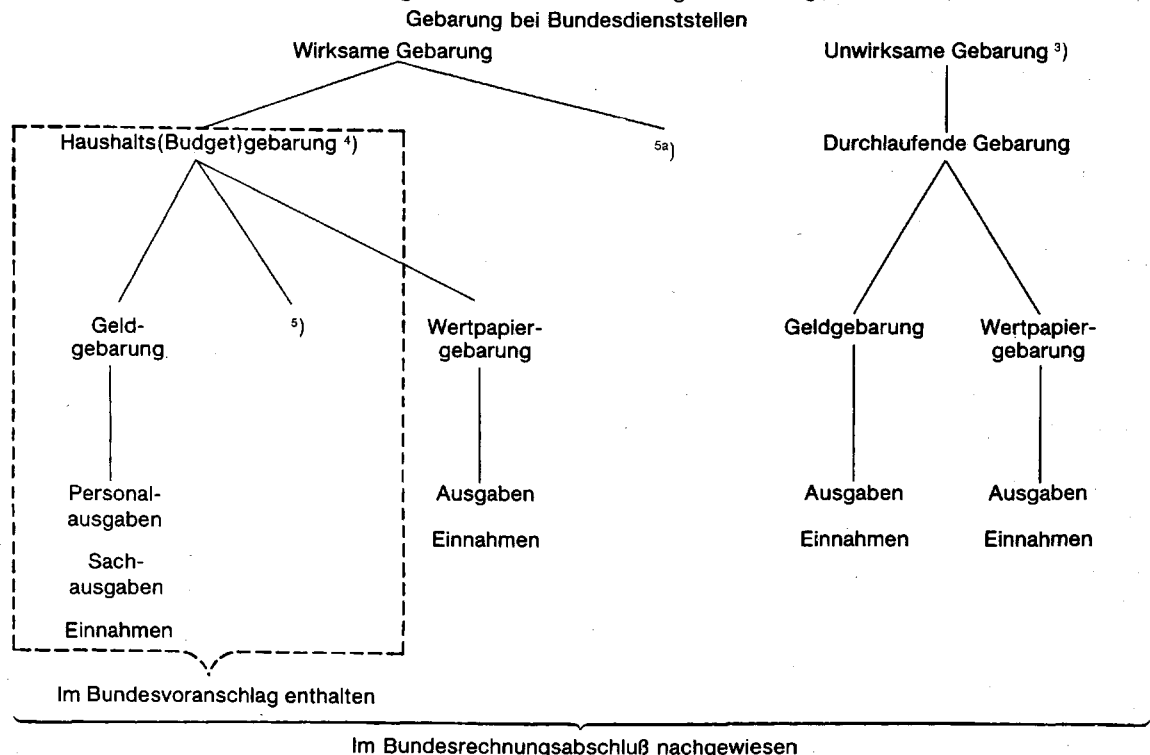 Gebarung bei Bundesdienststellen
Wirksame Gebarung
Unwirksame Gebarung ³)
Haushalts(Budget)gebarung ⁴)
5a)
Durchlaufende Gebarung
Geld-
gebarung
⁵)
Wertpapier-
gebarung
Geldgebarung
Wertpapier-
gebarung
Personal-
ausgaben
Sach-
ausgaben
Einnahmen
Ausgaben
Einnahmen
Ausgaben
Einnahmen
Ausgaben
Einnahmen
Im Bundesvoranschlag enthalten
Im Bundesrechnungsabschluß nachgewiesen